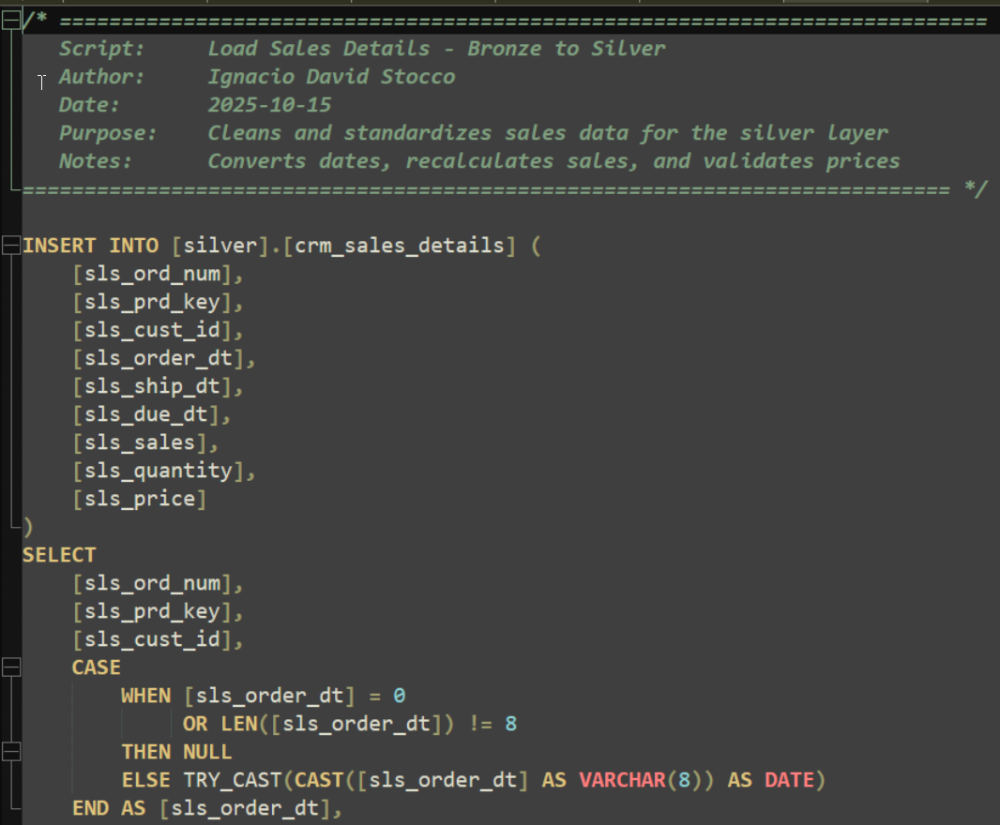 /* ===========================================================================
Script: Load Sales Details - Bronze to Silver
Author: Ignacio David Stocco
Date: 2025-10-15
Purpose: Cleans and standardizes sales data for the silver layer
Notes: Converts dates, recalculates sales, and validates prices
=========================================================================== */
INSERT INTO [silver].[crm_sales_details] (
[sls_ord_num],
[sls_prd_key],
[sls_cust_id],
[sls_order_dt],
[sls_ship_dt],
[sls_due_dt],
[sls_sales],
[sls_quantity],
[sls_price]
)
SELECT
[sls_ord_num],
[sls_prd_key],
[sls_cust_id],
CASE
WHEN [sls_order_dt] = 0
OR LEN([sls_order_dt]) != 8
THEN NULL
ELSE TRY_CAST(CAST([sls_order_dt] AS VARCHAR(8)) AS DATE)
END AS [sls_order_dt],